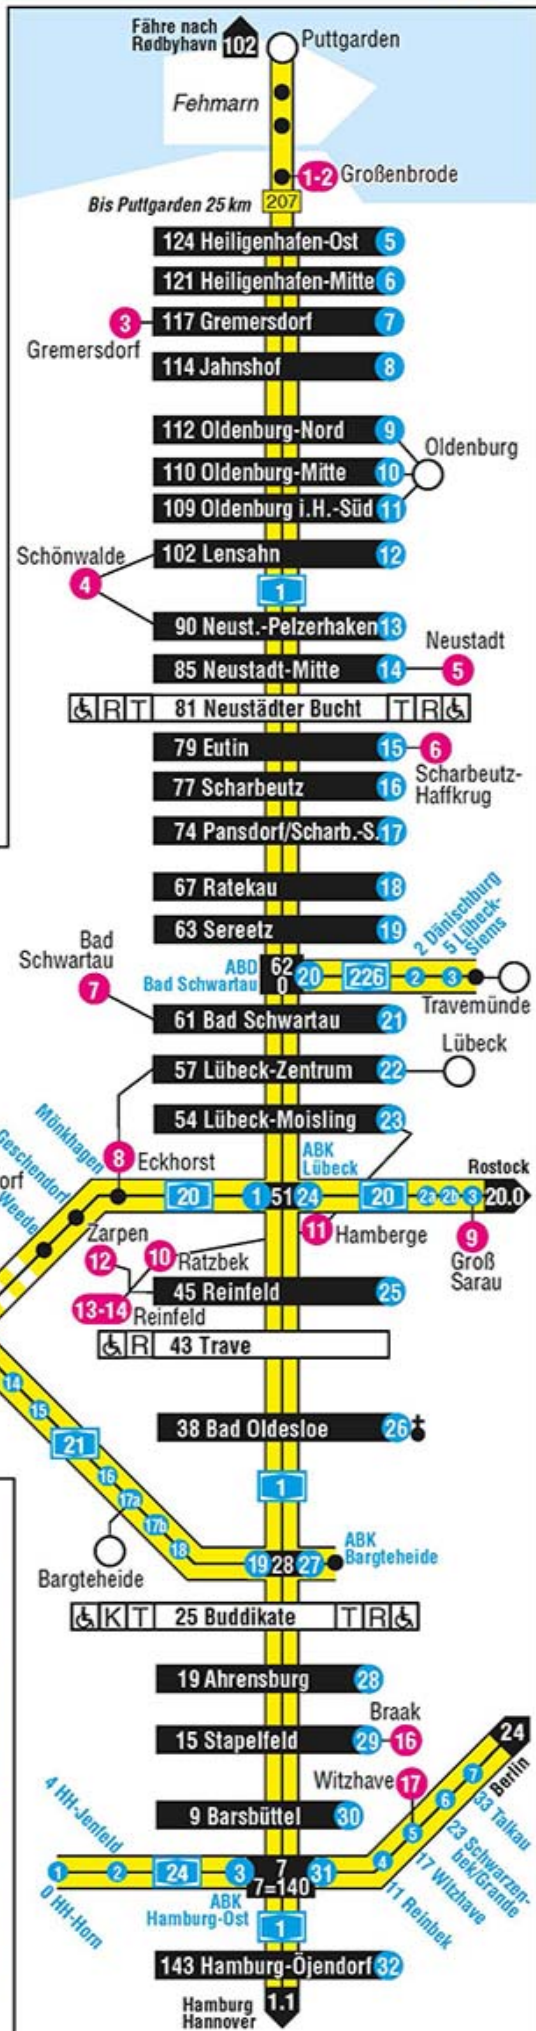 Fähre nach
Rødbyhavn 102
Puttgarden
Fehmarn
1-2 Großenbrode
Bis Puttgarden 25 km 207
124 Heiligenhafen-Ost 5
121 Heiligenhafen-Mitte 6
3 117 Gremersdorf 7
Gremersdorf
114 Jahnshof 8
112 Oldenburg-Nord 9
Oldenburg
110 Oldenburg-Mitte 10
109 Oldenburg i.H.-Süd 11
Schönwalde
4
102 Lensahn 12
1
90 Neust.-Pelzerhaken 13
Neustadt
85 Neustadt-Mitte 14 5
R T 81 Neustädter Bucht T R
79 Eutin 15 6
Scharbeutz-
Haffkrug
77 Scharbeutz 16
74 Pansdorf/Scharb.-S. 17
67 Ratekau 18
63 Sereetz 19
2 Dänischburg
5 Lübeck-
Siems
Bad
Schwartau
7
ABD
Bad Schwartau
62
0
20 226 2 3
Travemünde
61 Bad Schwartau 21
Lübeck
57 Lübeck-Zentrum 22
54 Lübeck-Moisling 23
Mönkhagen
Geschendorf
orf
Weede
8 Eckhorst
ABK
Lübeck
Rostock
20 1 51 24 20 2a 2b 3 20.0
11 Hamberge
9
Groß
Sarau
Zarpen
12
10 Ratzbek
13-14 Reinfeld
45 Reinfeld 25
R 43 Trave
14
15
21
16
17a
17b
18
38 Bad Oldesloe 26
1
Bargteheide
19 28 27
ABK
Bargteheide
K T 25 Buddikate T R
19 Ahrensburg 28
Braak
15 Stapelfeld 29 16
Witzhave 17
9 Barsbüttel 30
24
Berlin
7
6
5
4
33 Talkau
23 Schwarzen-
bek/Grande
17 Witzhave
11 Reinbek
4 HH-Jenfeld
0 HH-Horn
1 2 24 3
7
7=140
31
ABK
Hamburg-Ost
1
143 Hamburg-Öjendorf 32
Hamburg
Hannover
1.1